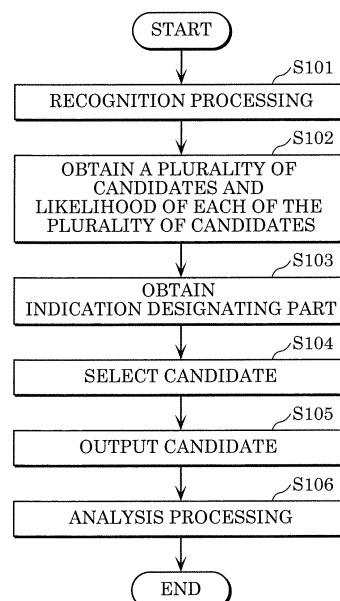 START
S101
RECOGNITION PROCESSING
S102
OBTAIN A PLURALITY OF
CANDIDATES AND
LIKELIHOOD OF EACH OF THE
PLURALITY OF CANDIDATES
S103
OBTAIN
INDICATION DESIGNATING PART
S104
SELECT CANDIDATE
S105
OUTPUT CANDIDATE
S106
ANALYSIS PROCESSING
END